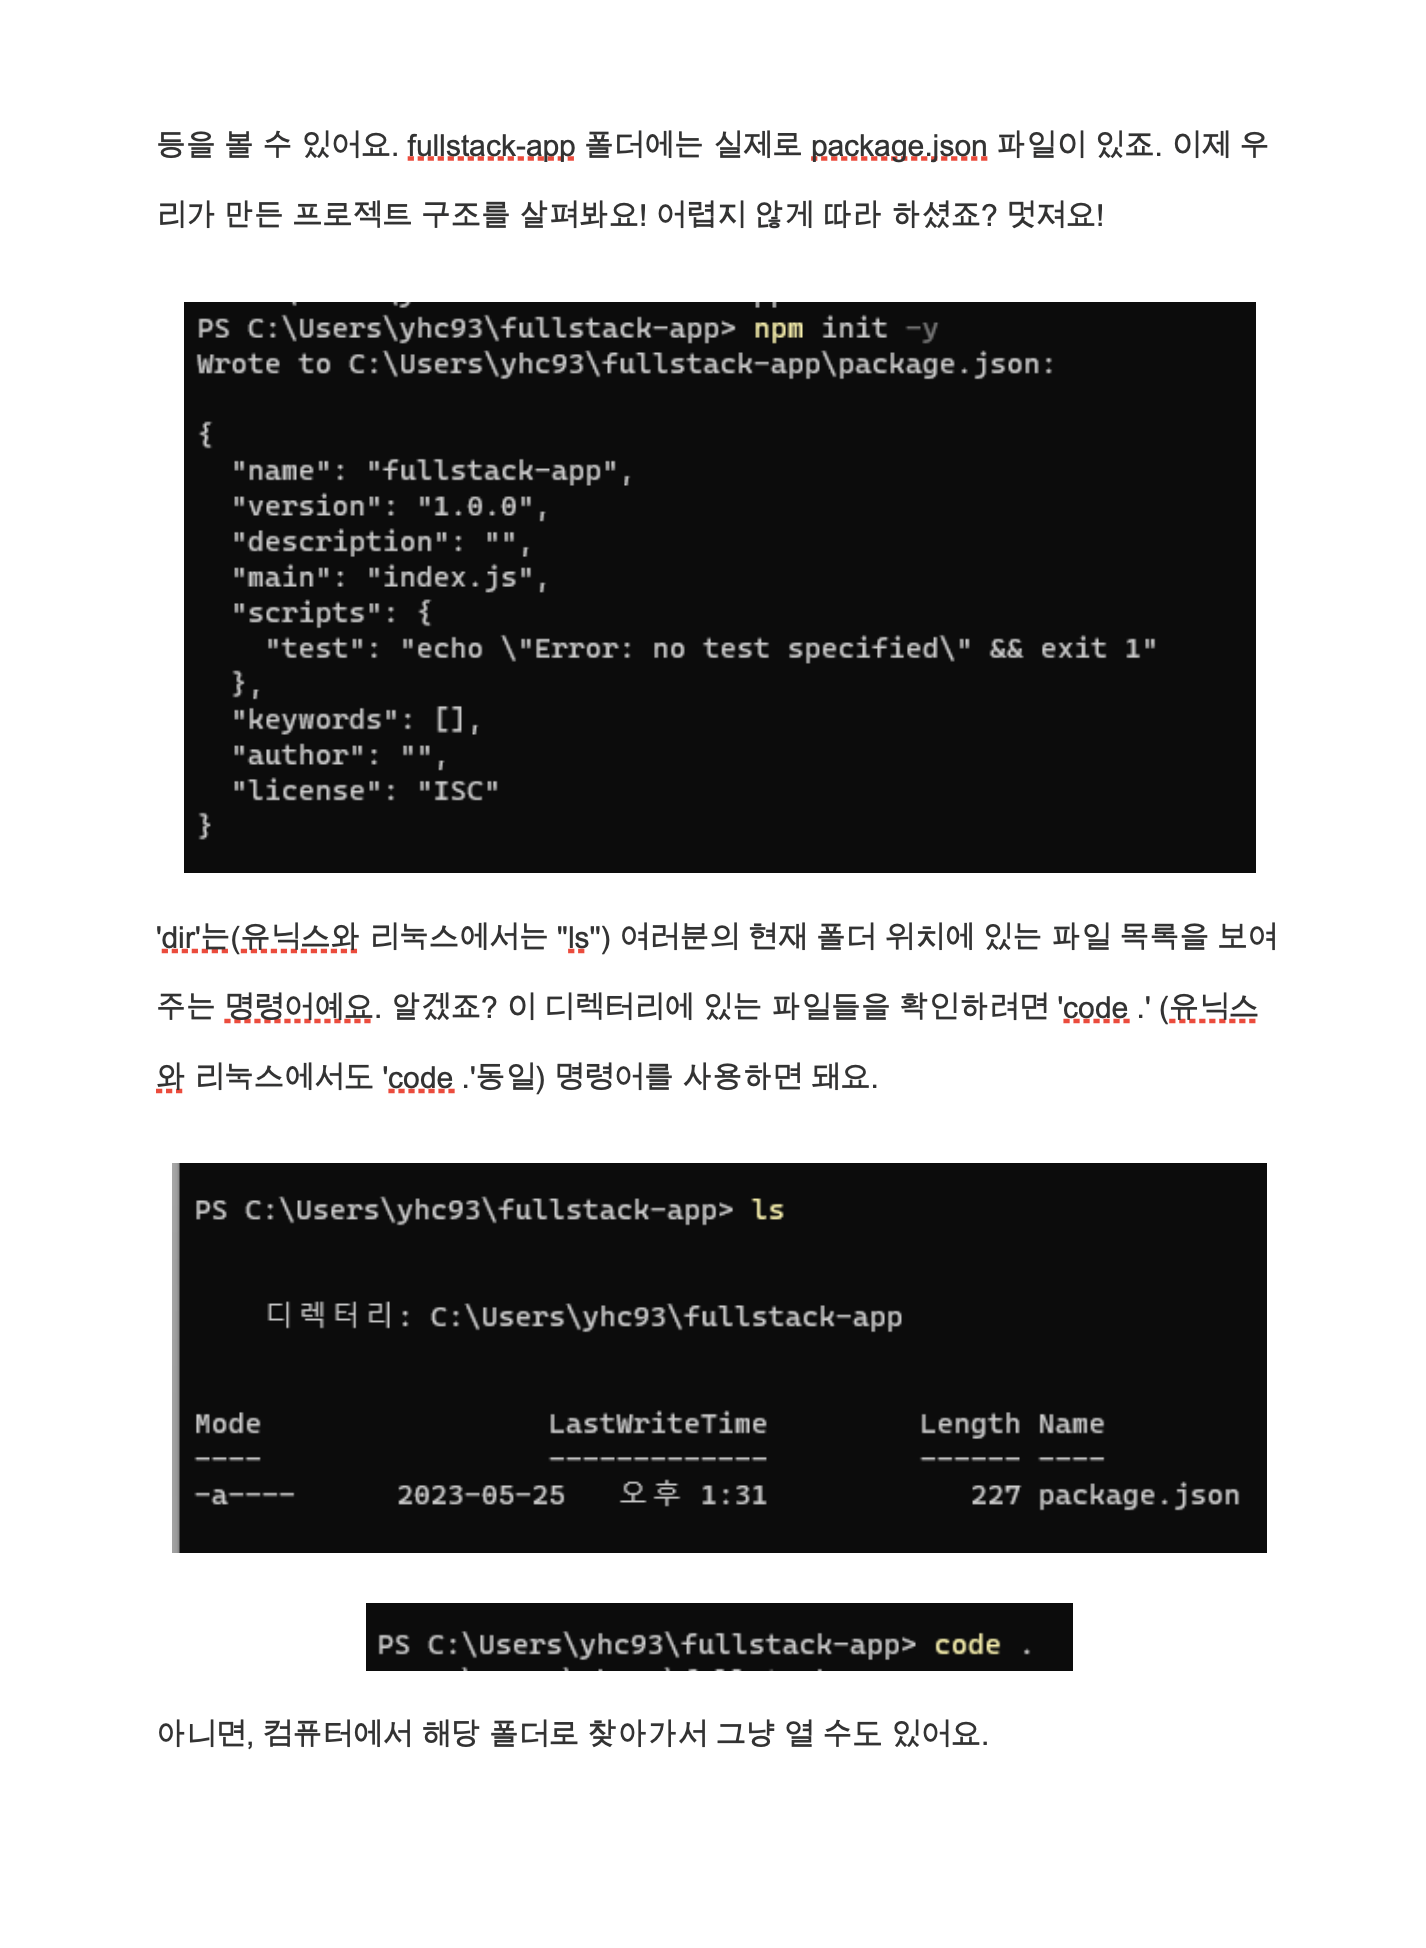 등을 볼 수 있어요. fullstack-app 폴더에는 실제로 package.json 파일이 있죠. 이제 우
리가 만든 프로젝트 구조를 살펴봐요! 어렵지 않게 따라 하셨죠? 멋져요!
PS C:\Users\yhc93\fullstack-app> npm init -y
Wrote to C:\Users\yhc93\fullstack-app\package.json:
{
"name": "fullstack-app",
"version": "1.0.0",
"description": "",
"main": "index.js",
"scripts": {
"test": "echo \"Error: no test specified\" && exit 1"
},
"keywords": [],
"author": "",
"license": "ISC"
}
'dir'는(유닉스와 리눅스에서는 "ls") 여러분의 현재 폴더 위치에 있는 파일 목록을 보여
주는 명령어예요. 알겠죠? 이 디렉터리에 있는 파일들을 확인하려면 'code .' (유닉스
와 리눅스에서도 'code .'동일) 명령어를 사용하면 돼요.
PS C:\Users\yhc93\fullstack-app> ls
디렉터리: C:\Users\yhc93\fullstack-app
Mode LastWriteTime Length Name
---- ------------- ------ ----
-a---- 2023-05-25 오후 1:31 227 package.json
PS C:\Users\yhc93\fullstack-app> code .
아니면, 컴퓨터에서 해당 폴더로 찾아가서 그냥 열 수도 있어요.